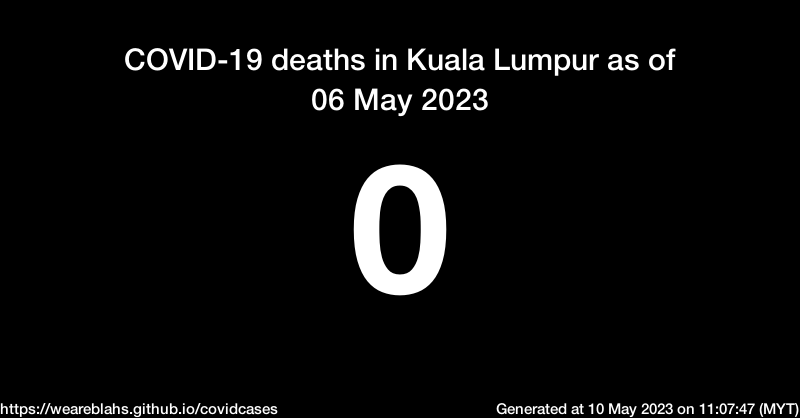 COVID-19 deaths in Kuala Lumpur as of
06 May 2023
0
https://weareblahs.github.io/covidcases
Generated at 10 May 2023 on 11:07:47 (MYT)